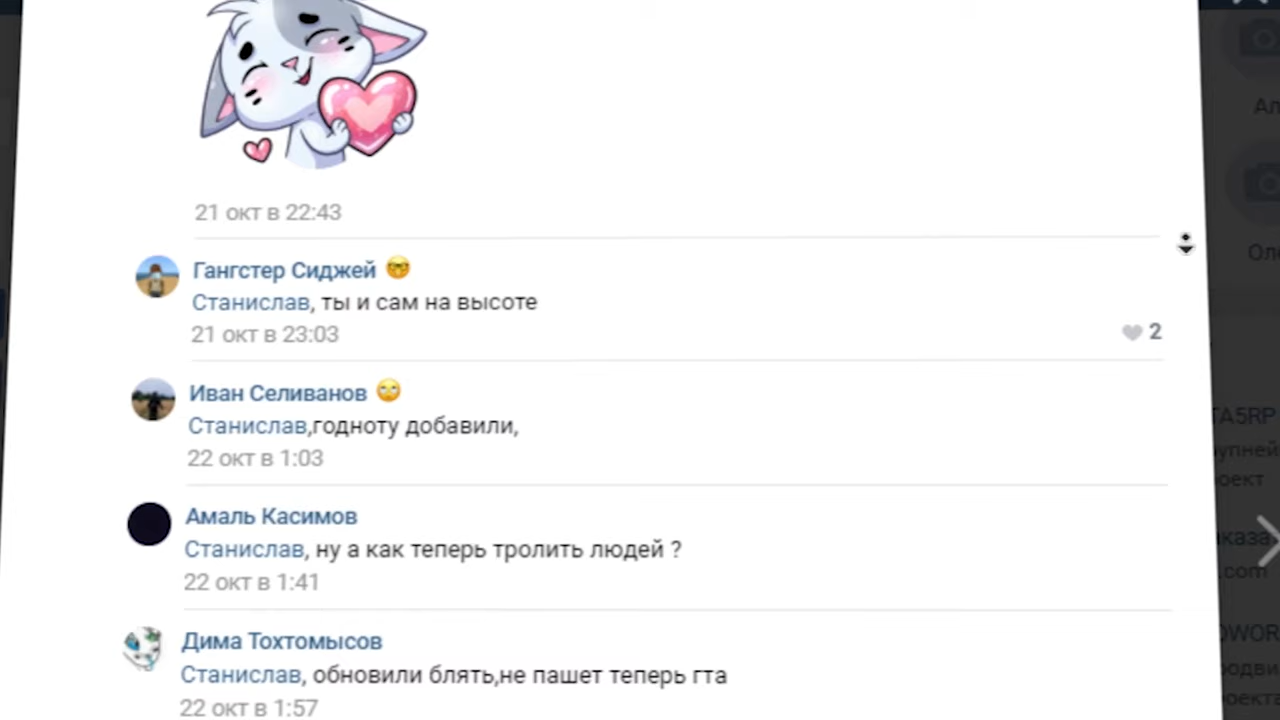 21 окт в 22:43
Гангстер Сиджей
Станислав, ты и сам на высоте
21 окт в 23:03
2
Иван Селиванов
Станислав,годноту добавили,
22 окт в 1:03
Амаль Касимов
Станислав, ну а как теперь тролить людей ?
22 окт в 1:41
Дима Тохтомысов
Станислав, обновили блять,не пашет теперь гта
22 окт в 1:57
TA5RP
.com